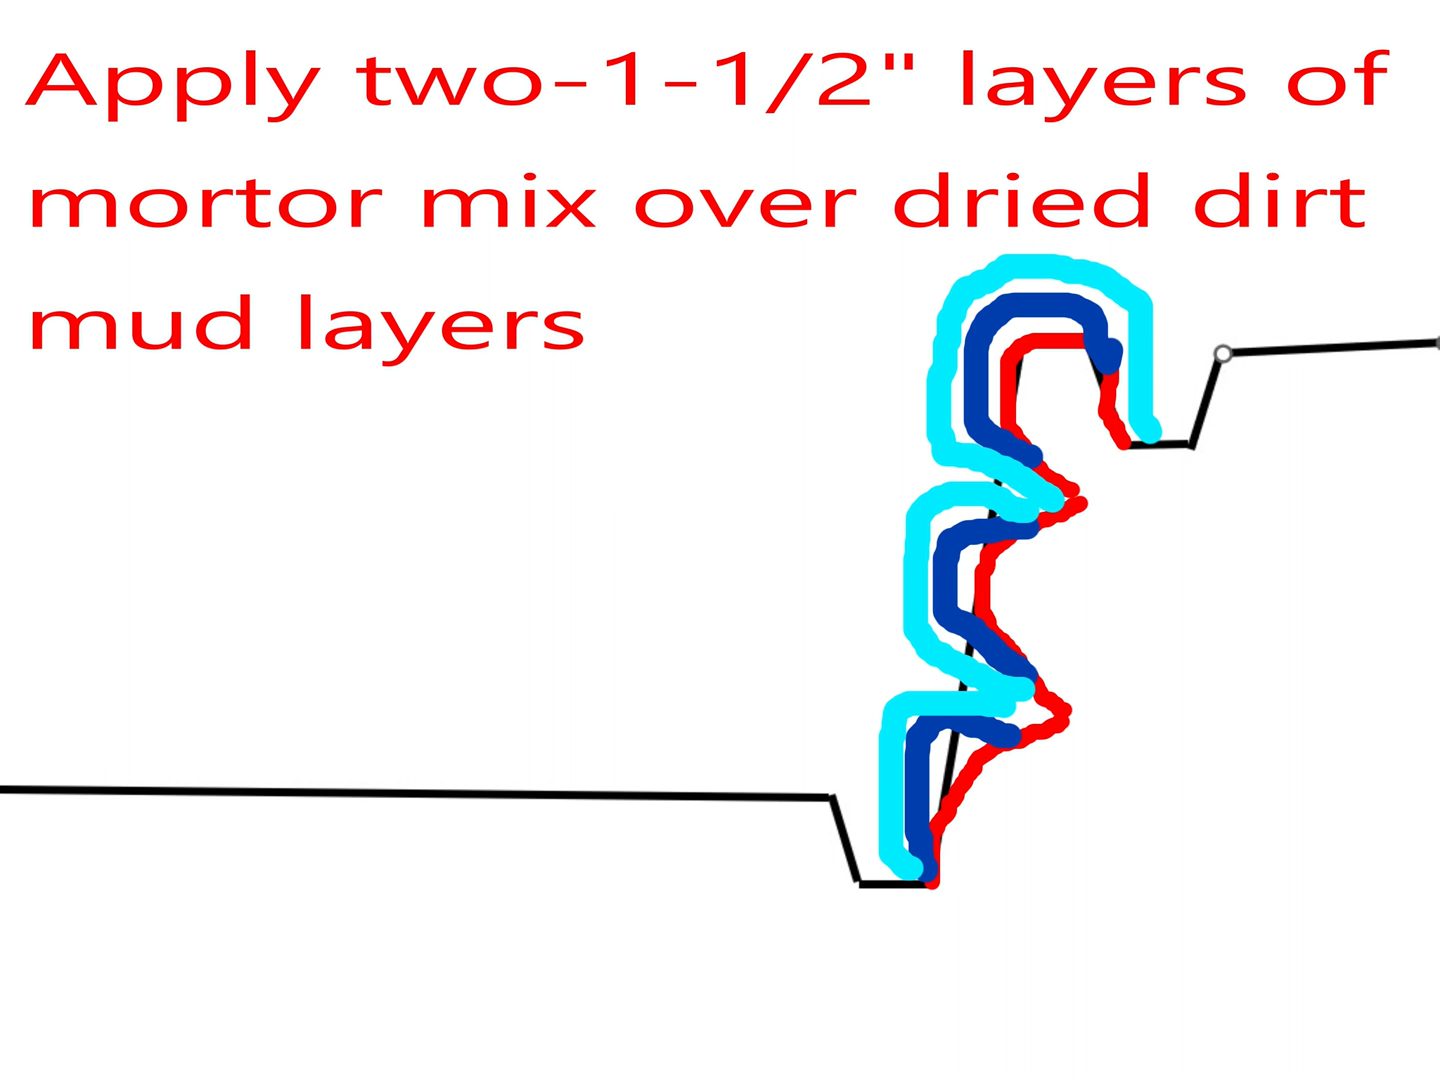 Apply two-1-1/2" layers of
mortor mix over dried dirt
mud layers